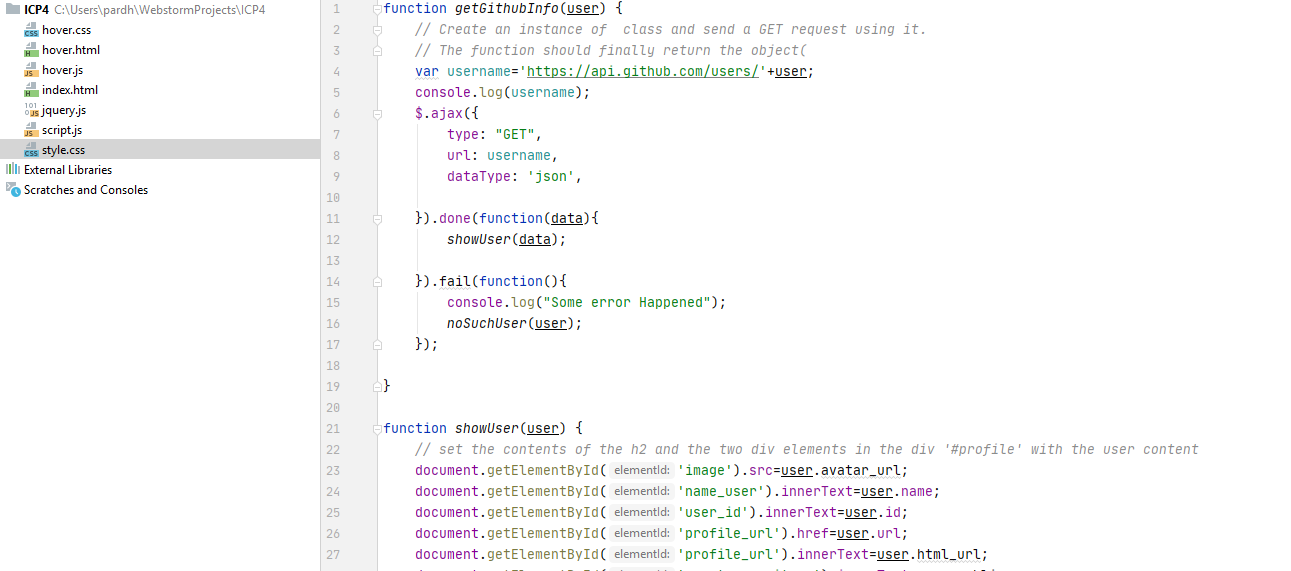 ICP4 C:\Users\pardh\WebstormProjects\ICP4
hover.css
hover.html
hover.js
index.html
jquery.js
script.js
style.css
External Libraries
Scratches and Consoles
1 function getGithubInfo(user) {
2 // Create an instance of  class and send a GET request using it.
3 // The function should finally return the object(
4 var username='https://api.github.com/users/'+user;
5 console.log(username);
6 $.ajax({
7 type: "GET",
8 url: username,
9 dataType: 'json',
10
11 }).done(function(data){
12 showUser(data);
13
14 }).fail(function(){
15 console.log("Some error Happened");
16 noSuchUser(user);
17 });
18
19 }
20
21 function showUser(user) {
22 // set the contents of the h2 and the two div elements in the div '#profile' with the user content
23 document.getElementById( elementId: 'image').src=user.avatar_url;
24 document.getElementById( elementId: 'name_user').innerText=user.name;
25 document.getElementById( elementId: 'user_id').innerText=user.id;
26 document.getElementById( elementId: 'profile_url').href=user.url;
27 document.getElementById( elementId: 'profile_url').innerText=user.html_url;